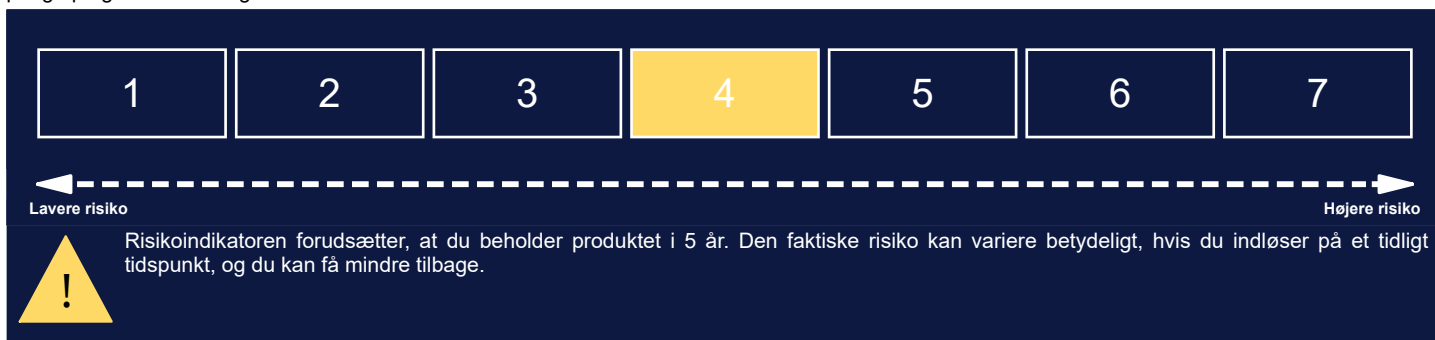 1 2 3 4 5 6 7
Lavere risiko Højere risiko
Risikoindikatoren forudsætter, at du beholder produktet i 5 år. Den faktiske risiko kan variere betydeligt, hvis du indløser på et tidligt
tidspunkt, og du kan få mindre tilbage.
!